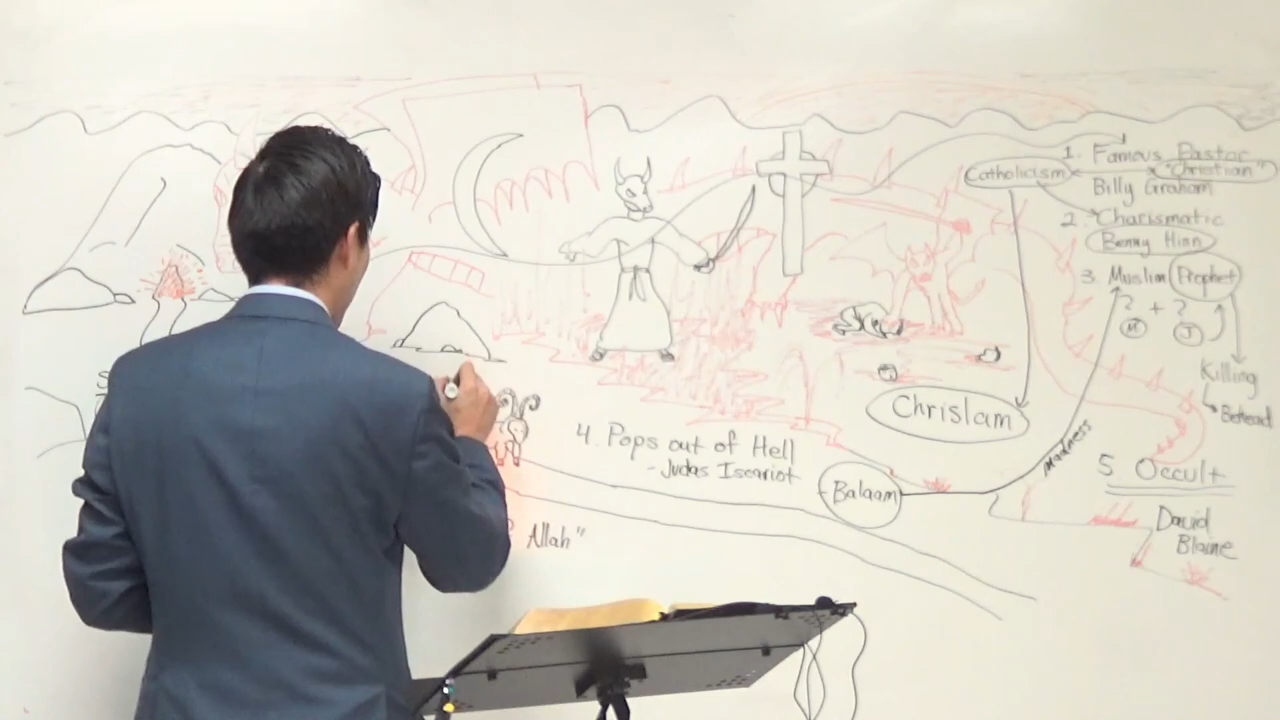 1. Famous Pastor
Catholicism
"Christian"
Billy Graham
2. Charismatic
Benny Hinn
3. Muslim Prophet
? + ?
M
J
Killing
Behead
Chrislam
4. Pops out of Hell
- Judas Iscariot
Madness
Balaam
5 Occult
David
Blaine
Allah"